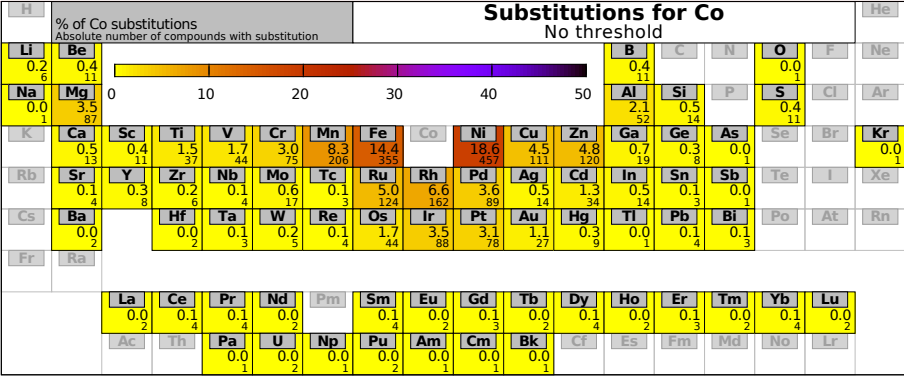 H He
Substitutions for Co
% of Co substitutions
No threshold
Absolute number of compounds with substitution
Li Be B C N O F Ne
0.2 0.4 0.4 0.0
6 11 11 1
0 10 20 30 40 50
Na Mg Al Si P S Cl Ar
0.0 3.5 2.1 0.5 0.4
1 87 52 14 11
K Ca Sc Ti V Cr Mn Fe Co Ni Cu Zn Ga Ge As Se Br Kr
0.5 0.4 1.5 1.7 3.0 8.3 14.4 18.6 4.5 4.8 0.7 0.3 0.0 0.0
13 11 37 44 75 206 355 457 111 120 19 8 1 1
Rb Sr Y Zr Nb Mo Tc Ru Rh Pd Ag Cd In Sn Sb Te I Xe
0.1 0.3 0.2 0.1 0.6 0.1 5.0 6.6 3.6 0.5 1.3 0.5 0.1 0.0
4 8 6 4 17 3 124 162 89 14 34 14 3 1
Cs Ba Hf Ta W Re Os Ir Pt Au Hg Tl Pb Bi Po At Rn
0.0 0.0 0.1 0.2 0.1 1.7 3.5 3.1 1.1 0.3 0.0 0.1 0.1
2 2 3 5 4 44 88 78 27 9 1 4 3
Fr Ra
La Ce Pr Nd Pm Sm Eu Gd Tb Dy Ho Er Tm Yb Lu
0.0 0.1 0.1 0.0 0.1 0.0 0.1 0.0 0.1 0.0 0.1 0.0 0.1 0.0
2 4 4 2 4 2 3 2 4 2 3 2 4 2
Ac Th Pa U Np Pu Am Cm Bk Cf Es Fm Md No Lr
0.0 0.0 0.0 0.0 0.0 0.0 0.0
1 2 1 2 1 1 1